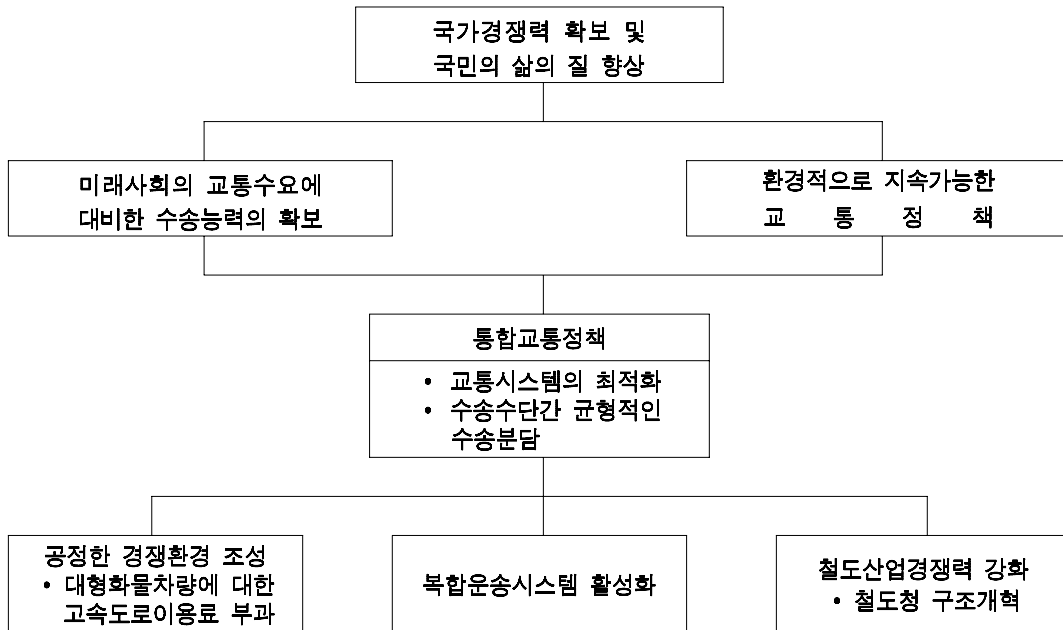 국가경쟁력 확보 및
국민의 삶의 질 향상
미래사회의 교통수요에
대비한 수송능력의 확보
환경적으로 지속가능한
교 통 정 책
통합교통정책
• 교통시스템의 최적화
• 수송수단간 균형적인
수송분담
공정한 경쟁환경 조성
• 대형화물차량에 대한
고속도로이용료 부과
복합운송시스템 활성화
철도산업경쟁력 강화
• 철도청 구조개혁